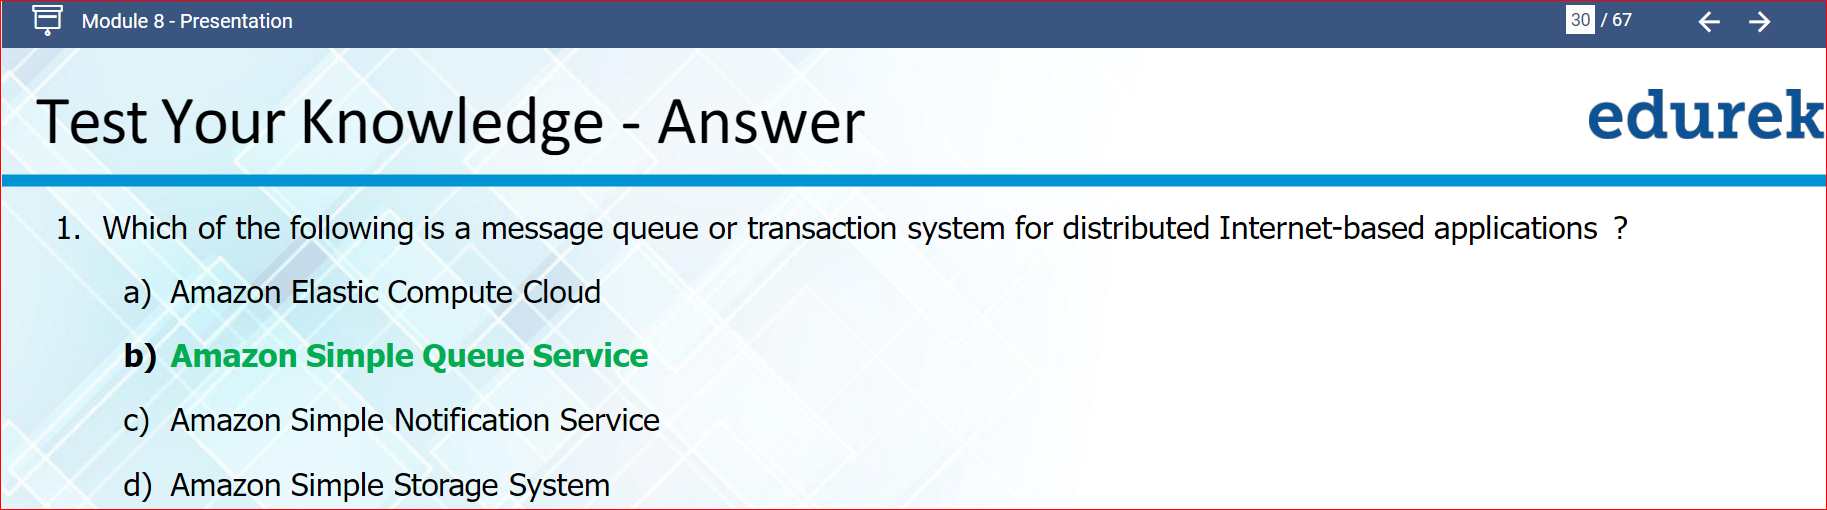 Module 8 - Presentation
30 / 67
Test Your Knowledge - Answer
edurek
1. Which of the following is a message queue or transaction system for distributed Internet-based applications ?
a) Amazon Elastic Compute Cloud
b) Amazon Simple Queue Service
c) Amazon Simple Notification Service
d) Amazon Simple Storage System